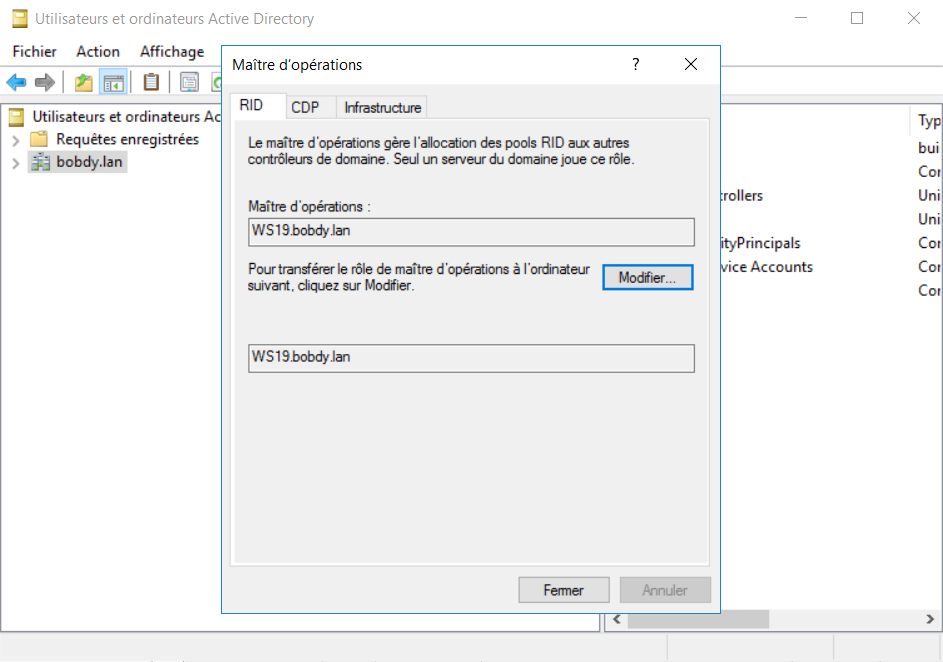 Utilisateurs et ordinateurs Active Directory
Fichier Action Affichage
Maître d'opérations
?
Utilisateurs et ordinateurs Ac
Requêtes enregistrées
bobdy.lan
RID CDP Infrastructure
Le maître d'opérations gère l'allocation des pools RID aux autres
contrôleurs de domaine. Seul un serveur du domaine joue ce rôle.
Maître d'opérations :
WS19.bobdy.lan
Pour transférer le rôle de maître d'opérations à l'ordinateur
suivant, cliquez sur Modifier.
Modifier...
WS19.bobdy.lan
Fermer Annuler
Typ
bui
Cor
trollers Uni
Uni
ityPrincipals Cor
vice Accounts Cor
Cor